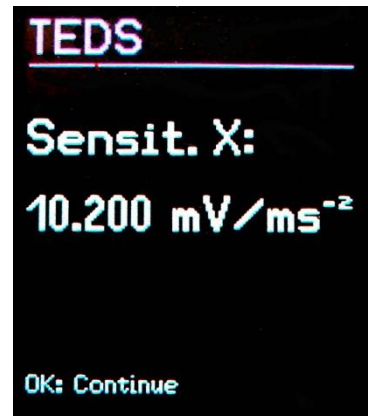 TEDS
Sensit. X:
10.200 mV/ms⁻²
OK: Continue